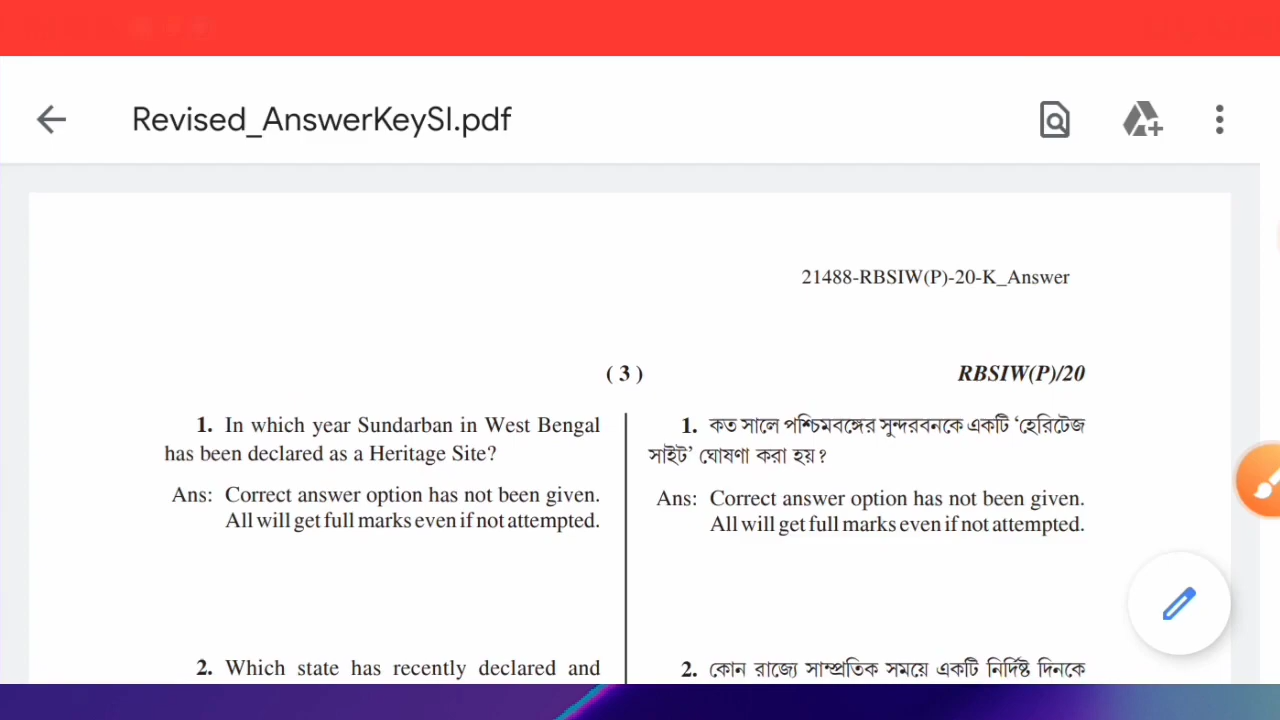 Revised_AnswerKeySI.pdf
21488-RBSIW(P)-20-K_Answer
( 3 )
RBSIW(P)/20
1. In which year Sundarban in West Bengal
has been declared as a Heritage Site?
Ans: Correct answer option has not been given.
All will get full marks even if not attempted.
2. Which state has recently declared and
1. কত সালে পশ্চিমবঙ্গের সুন্দরবনকে একটি ‘হেরিটেজ
সাইট’ ঘোষণা করা হয়?
Ans: Correct answer option has not been given.
All will get full marks even if not attempted.
2. কোন রাজ্যে সাম্প্রতিক সময়ে একটি নির্দিষ্ট দিনকে